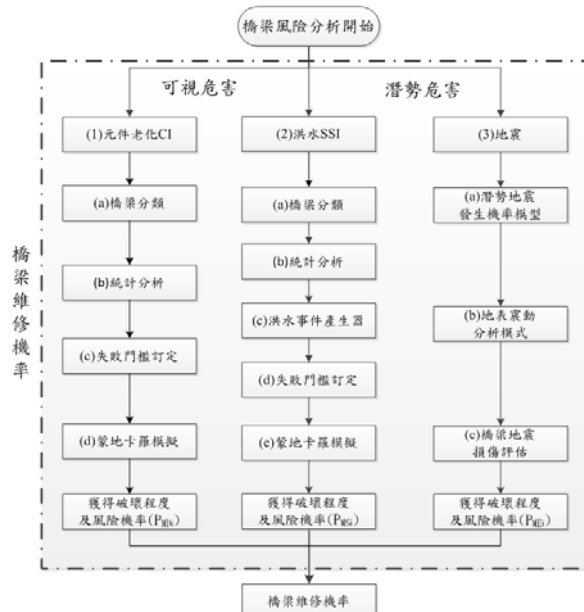 橋梁風險分析開始
可視危害
潛勢危害
(1)元件老化CI
(a)橋梁分類
(b)統計分析
(c)失敗門檻訂定
(d)蒙地卡羅模擬
獲得破壞程度
及風險機率(P
(2)洪水SSI
(a)橋梁分類
(b)統計分析
(c)洪水事件產生器
(d)失敗門檻訂定
(e)蒙地卡羅模擬
獲得破壞程度
及風險機率(P
(3)地震
(a)潛勢地震
發生機率模型
(b)地表震動
分析模式
(c)橋梁地震
損傷評估
獲得破壞程度
及風險機率(P
橋梁維修機率
橋梁維修機率